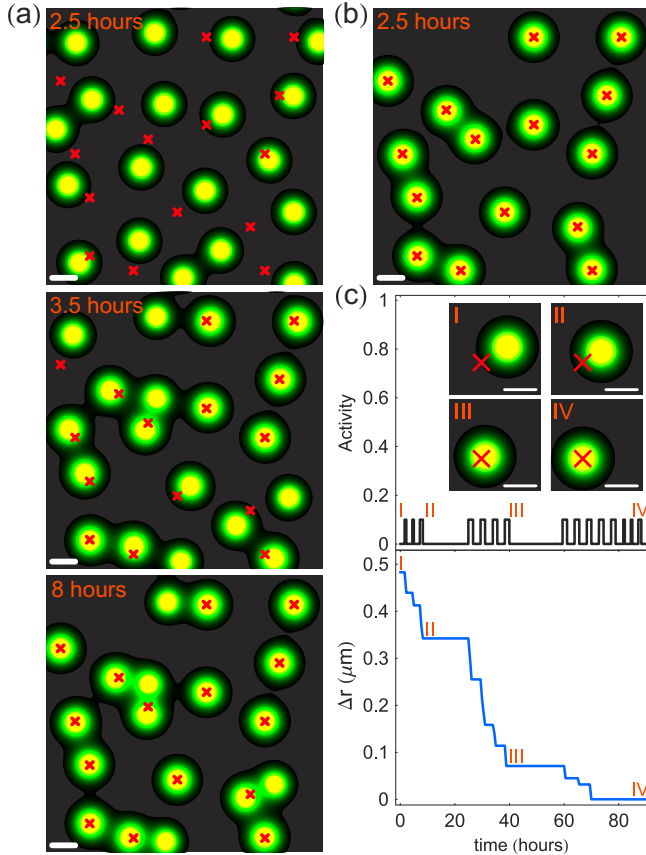 (a)
2.5 hours
3.5 hours
8 hours
(b)
2.5 hours
(c)
1
0.8
0.6
0.4
0.2
0
Activity
I
II
III
IV
I
II
III
IV
0.5
0.4
0.3
0.2
0.1
0
Δr (μm)
I
II
III
IV
0
20
40
60
80
time (hours)